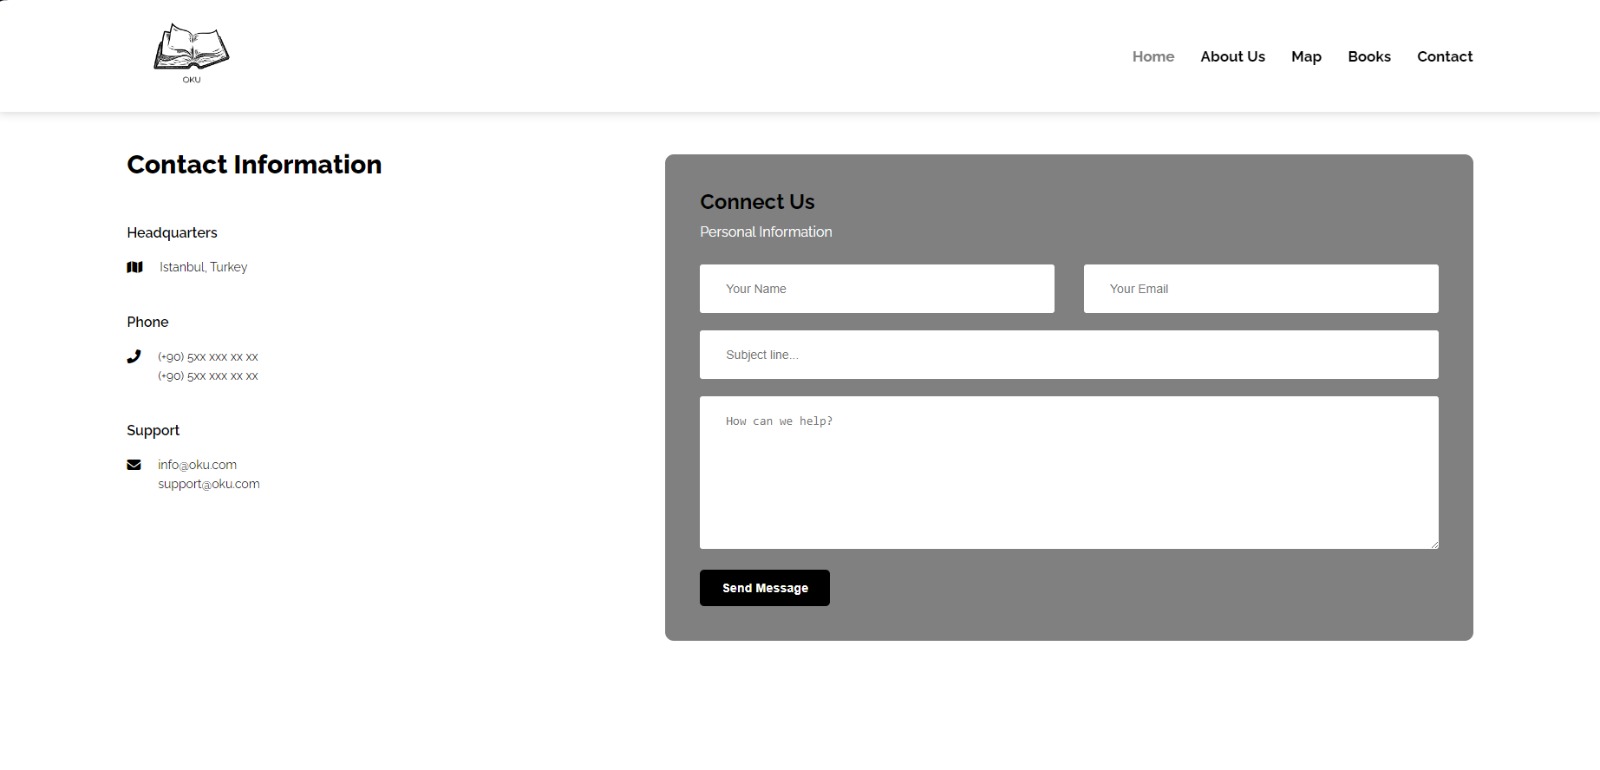 OKU
Home About Us Map Books Contact
Contact Information
Headquarters
Istanbul, Turkey
Phone
(+90) 5xx xxx xx xx
(+90) 5xx xxx xx xx
Support
info@oku.com
support@oku.com
Connect Us
Personal Information
Your Name
Your Email
Subject line...
How can we help?
Send Message